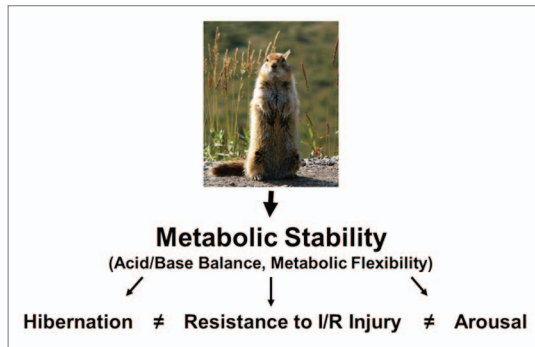 Metabolic Stability
(Acid/Base Balance, Metabolic Flexibility)
Hibernation ≠ Resistance to I/R Injury ≠ Arousal